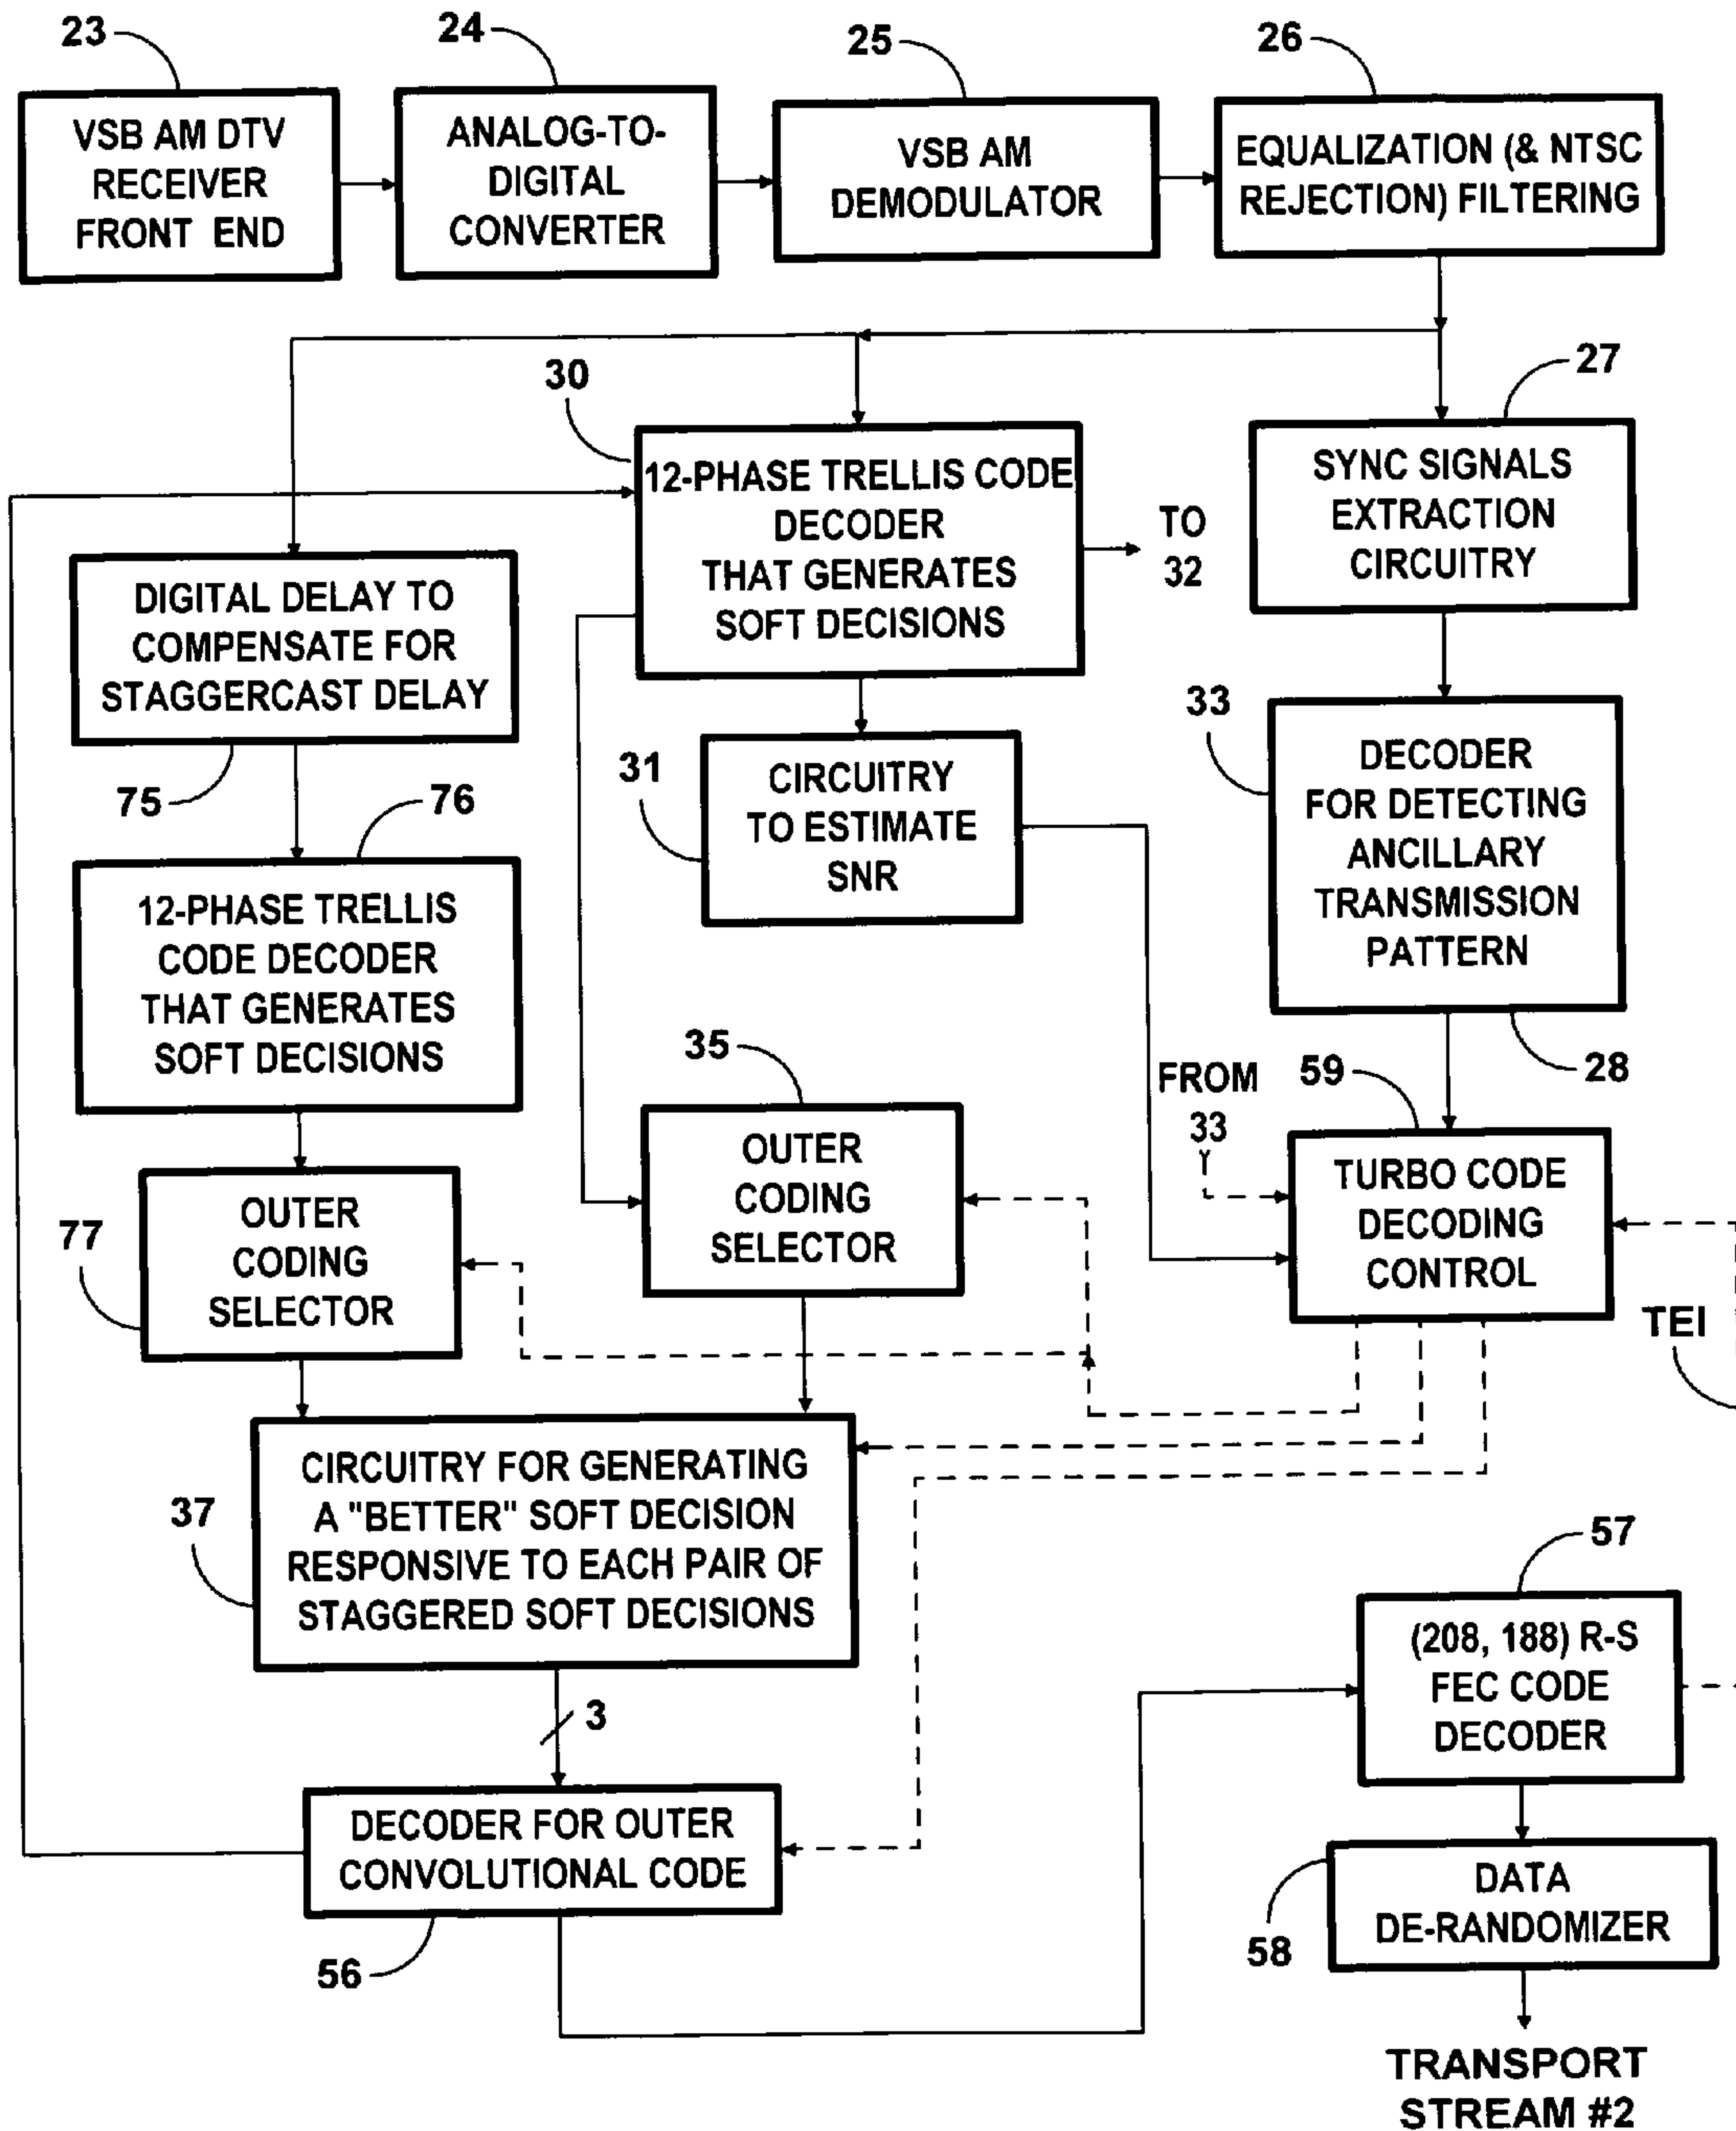 23
24
25
26
VSB AM DTV
RECEIVER
FRONT END
ANALOG-TO-
DIGITAL
CONVERTER
VSB AM
DEMODULATOR
EQUALIZATION (& NTSC
REJECTION) FILTERING
30
27
12-PHASE TRELLIS CODE
DECODER
THAT GENERATES
SOFT DECISIONS
TO
32
SYNC SIGNALS
EXTRACTION
CIRCUITRY
DIGITAL DELAY TO
COMPENSATE FOR
STAGGERCAST DELAY
75
76
31
CIRCUITRY
TO ESTIMATE
SNR
33
DECODER
FOR DETECTING
ANCILLARY
TRANSMISSION
PATTERN
28
12-PHASE TRELLIS
CODE DECODER
THAT GENERATES
SOFT DECISIONS
35
OUTER
CODING
SELECTOR
FROM
33
59
TURBO CODE
DECODING
CONTROL
TEI
77
OUTER
CODING
SELECTOR
37
CIRCUITRY FOR GENERATING
A "BETTER" SOFT DECISION
RESPONSIVE TO EACH PAIR OF
STAGGERED SOFT DECISIONS
3
57
(208, 188) R-S
FEC CODE
DECODER
DECODER FOR OUTER
CONVOLUTIONAL CODE
56
58
DATA
DE-RANDOMIZER
TRANSPORT
STREAM #2